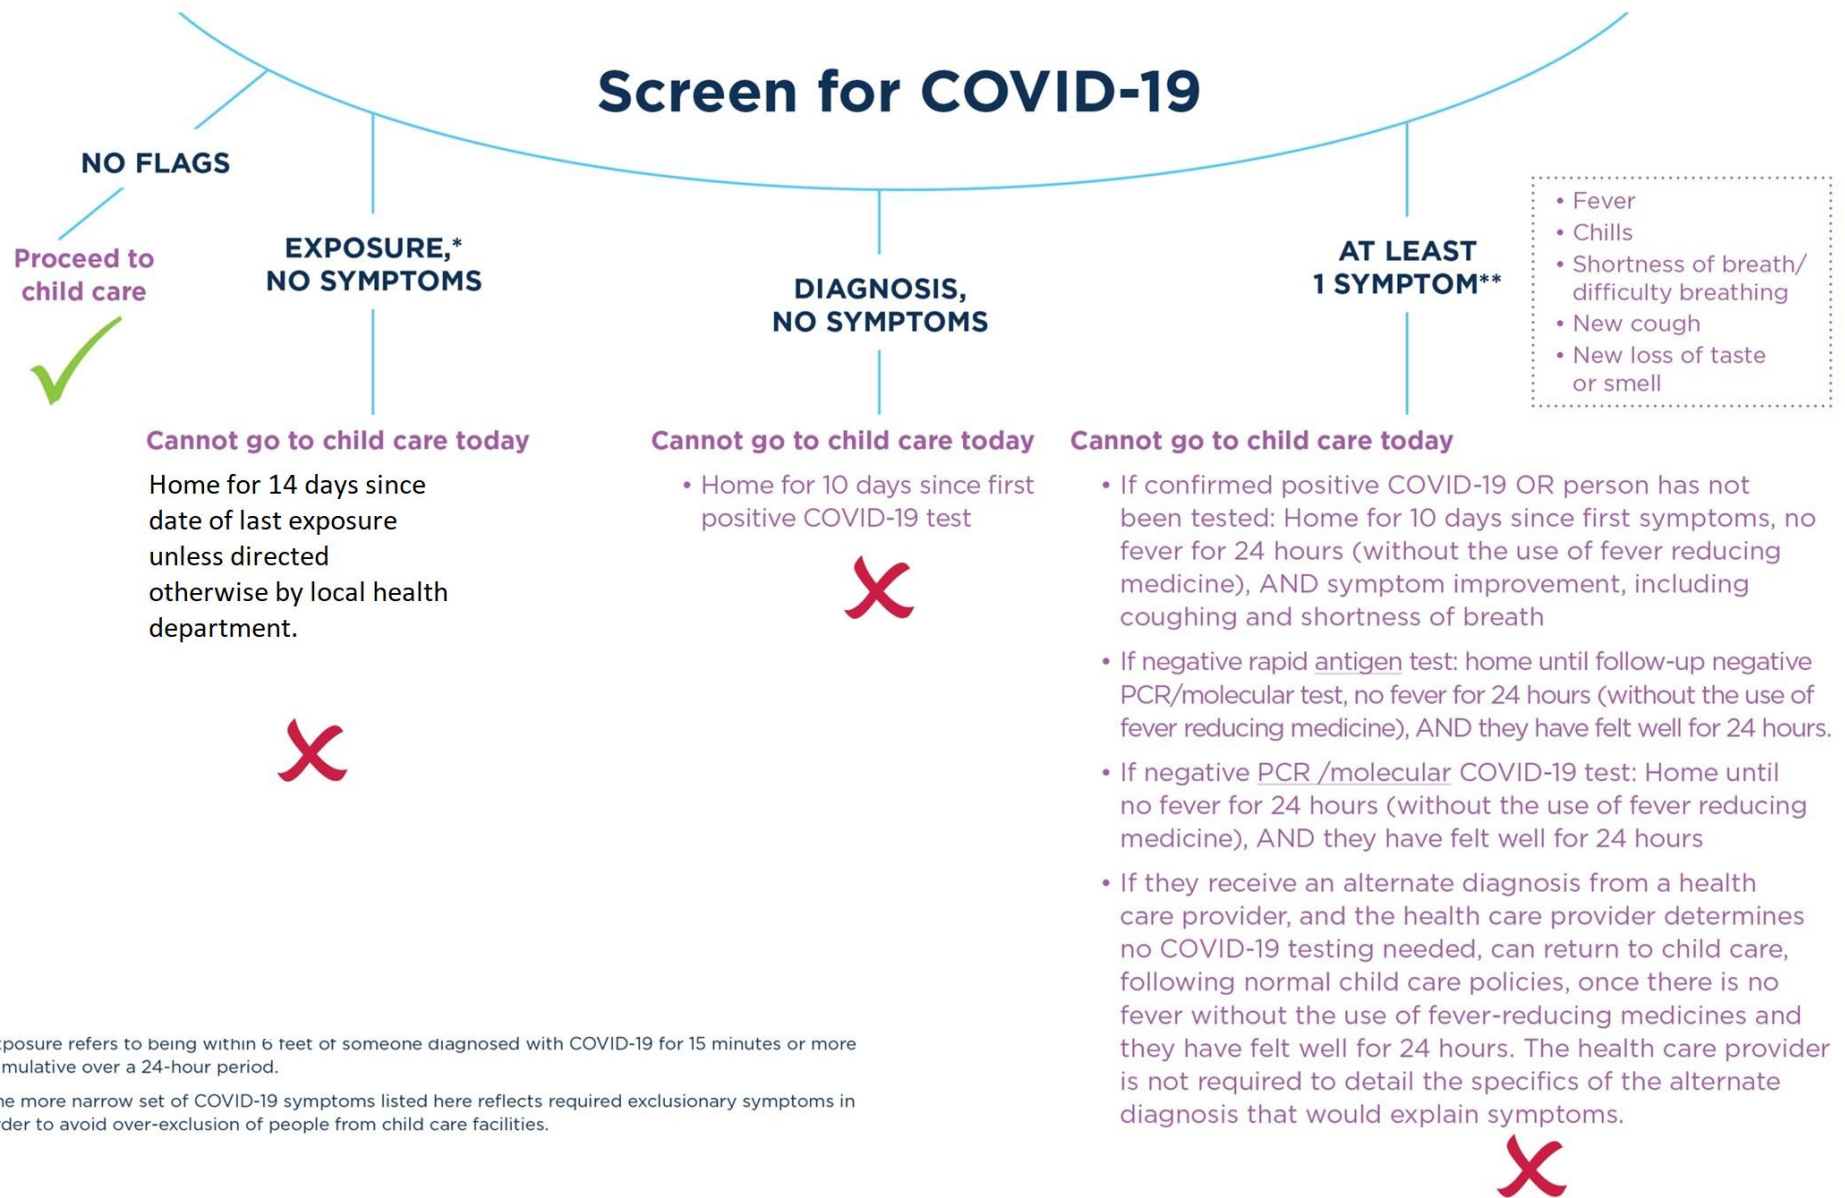 Screen for COVID-19
NO FLAGS
Proceed to
child care
EXPOSURE,*
NO SYMPTOMS
Cannot go to child care today
Home for 14 days since
date of last exposure
unless directed
otherwise by local health
department.
DIAGNOSIS,
NO SYMPTOMS
Cannot go to child care today
• Home for 10 days since first
positive COVID-19 test
AT LEAST
1 SYMPTOM**
• Fever
• Chills
• Shortness of breath/
difficulty breathing
• New cough
• New loss of taste
or smell
Cannot go to child care today
• If confirmed positive COVID-19 OR person has not
been tested: Home for 10 days since first symptoms, no
fever for 24 hours (without the use of fever reducing
medicine), AND symptom improvement, including
coughing and shortness of breath
• If negative rapid antigen test: home until follow-up negative
PCR/molecular test, no fever for 24 hours (without the use of
fever reducing medicine), AND they have felt well for 24 hours.
• If negative PCR /molecular COVID-19 test: Home until
no fever for 24 hours (without the use of fever reducing
medicine), AND they have felt well for 24 hours
• If they receive an alternate diagnosis from a health
care provider, and the health care provider determines
no COVID-19 testing needed, can return to child care,
following normal child care policies, once there is no
fever without the use of fever-reducing medicines and
they have felt well for 24 hours. The health care provider
is not required to detail the specifics of the alternate
diagnosis that would explain symptoms.
refers to being within 6 feet of someone diagnosed with COVID-19 for 15 minutes or more
over a 24-hour period.
more narrow set of COVID-19 symptoms listed here reflects required exclusionary symptoms in
to avoid over-exclusion of people from child care facilities.